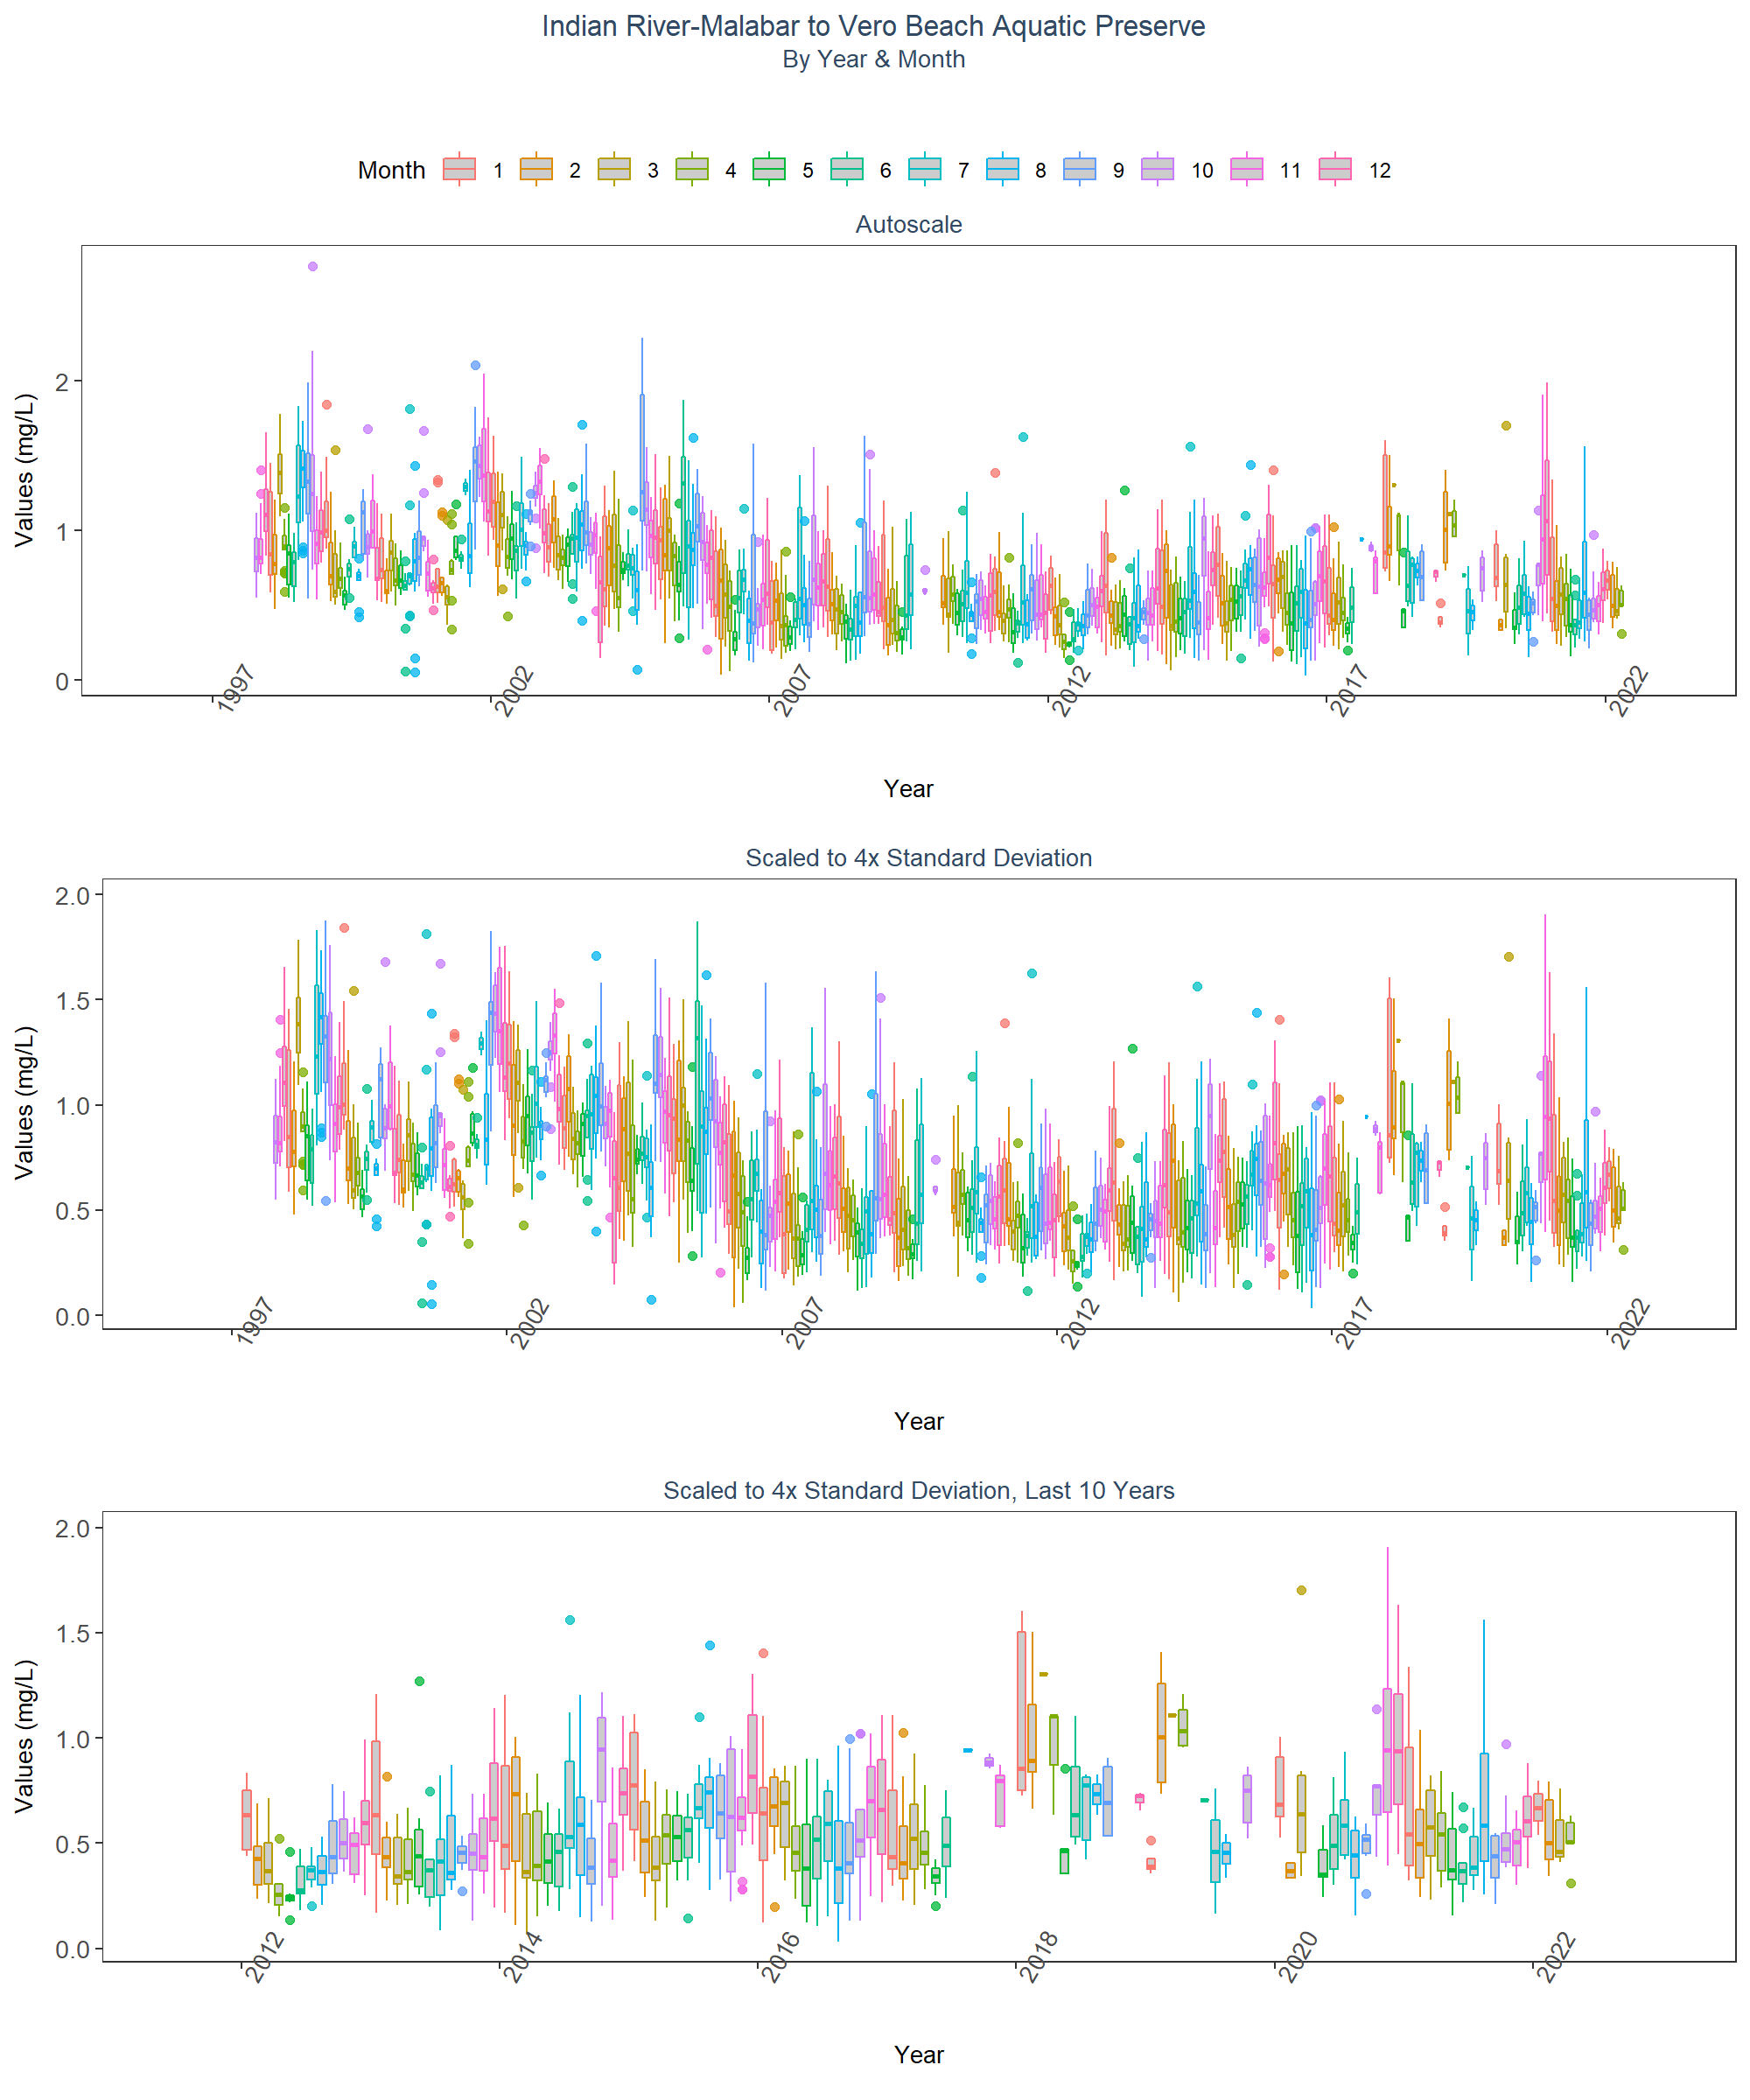 Indian River-Malabar to Vero Beach Aquatic Preserve
By Year & Month
Month 1 2 3 4 5 6 7 8 9 10 11 12
Autoscale
Values (mg/L)
2
1
0
1997 2002 2007 2012 2017 2022
Year
Scaled to 4x Standard Deviation
Values (mg/L)
2.0
1.5
1.0
0.5
0.0
1997 2002 2007 2012 2017 2022
Year
Scaled to 4x Standard Deviation, Last 10 Years
Values (mg/L)
2.0
1.5
1.0
0.5
0.0
2012 2014 2016 2018 2020 2022
Year